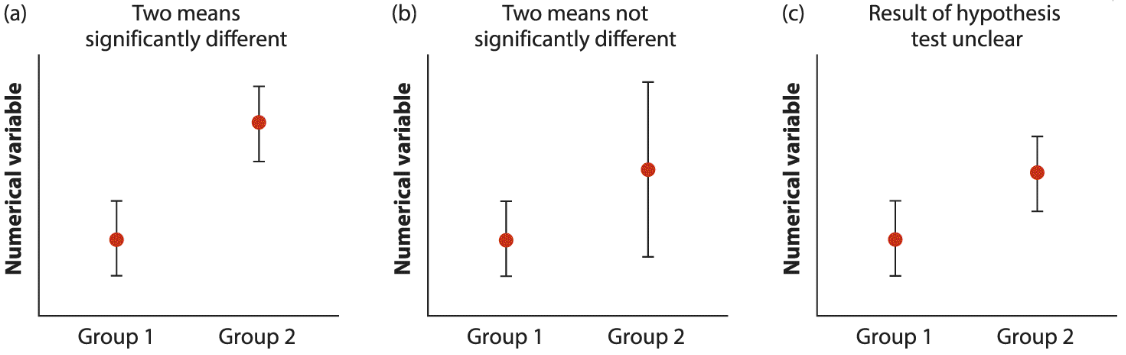 (a)
Two means
significantly different
Numerical variable
Group 1
Group 2
(b)
Two means not
significantly different
Numerical variable
Group 1
Group 2
(c)
Result of hypothesis
test unclear
Numerical variable
Group 1
Group 2